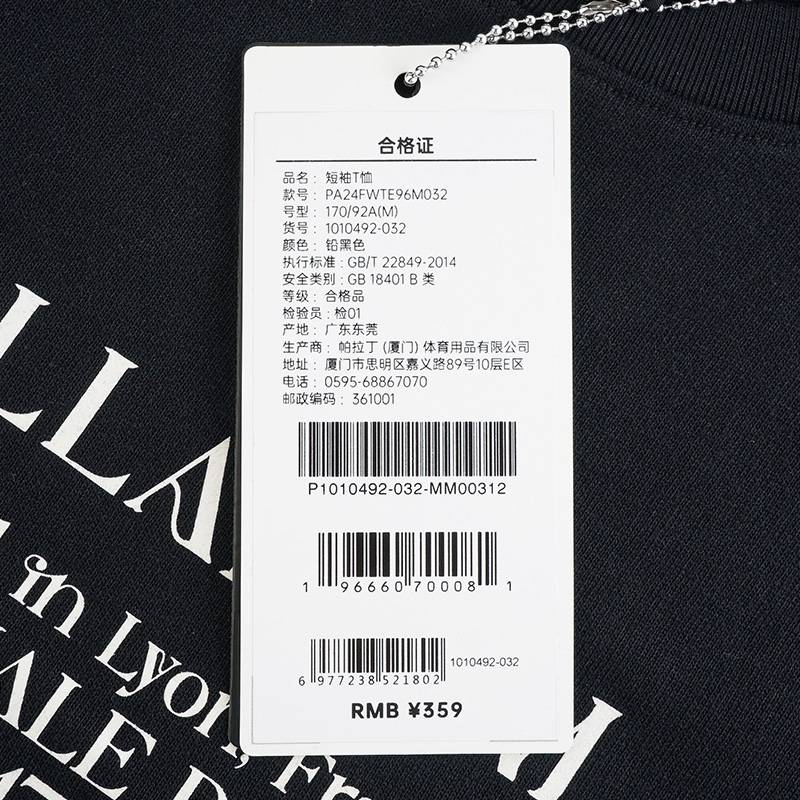 合格证
品名: 短袖T恤
款号: PA24FWTE96M032
号型: 170/92A(M)
货号: 1010492-032
颜色: 铅黑色
执行标准: GB/T 22849-2014
安全类别: GB 18401 B 类
等级: 合格品
检验员: 检01
产地: 广东东莞
生产商: 帕拉丁 (厦门) 体育用品有限公司
地址: 厦门市思明区嘉义路89号10层E区
电话: 0595-68867070
邮政编码: 361001
P1010492-032-MM00312
1 96660 70008 1
6 977238 521802
1010492-032
RMB ¥359
in Lyon,